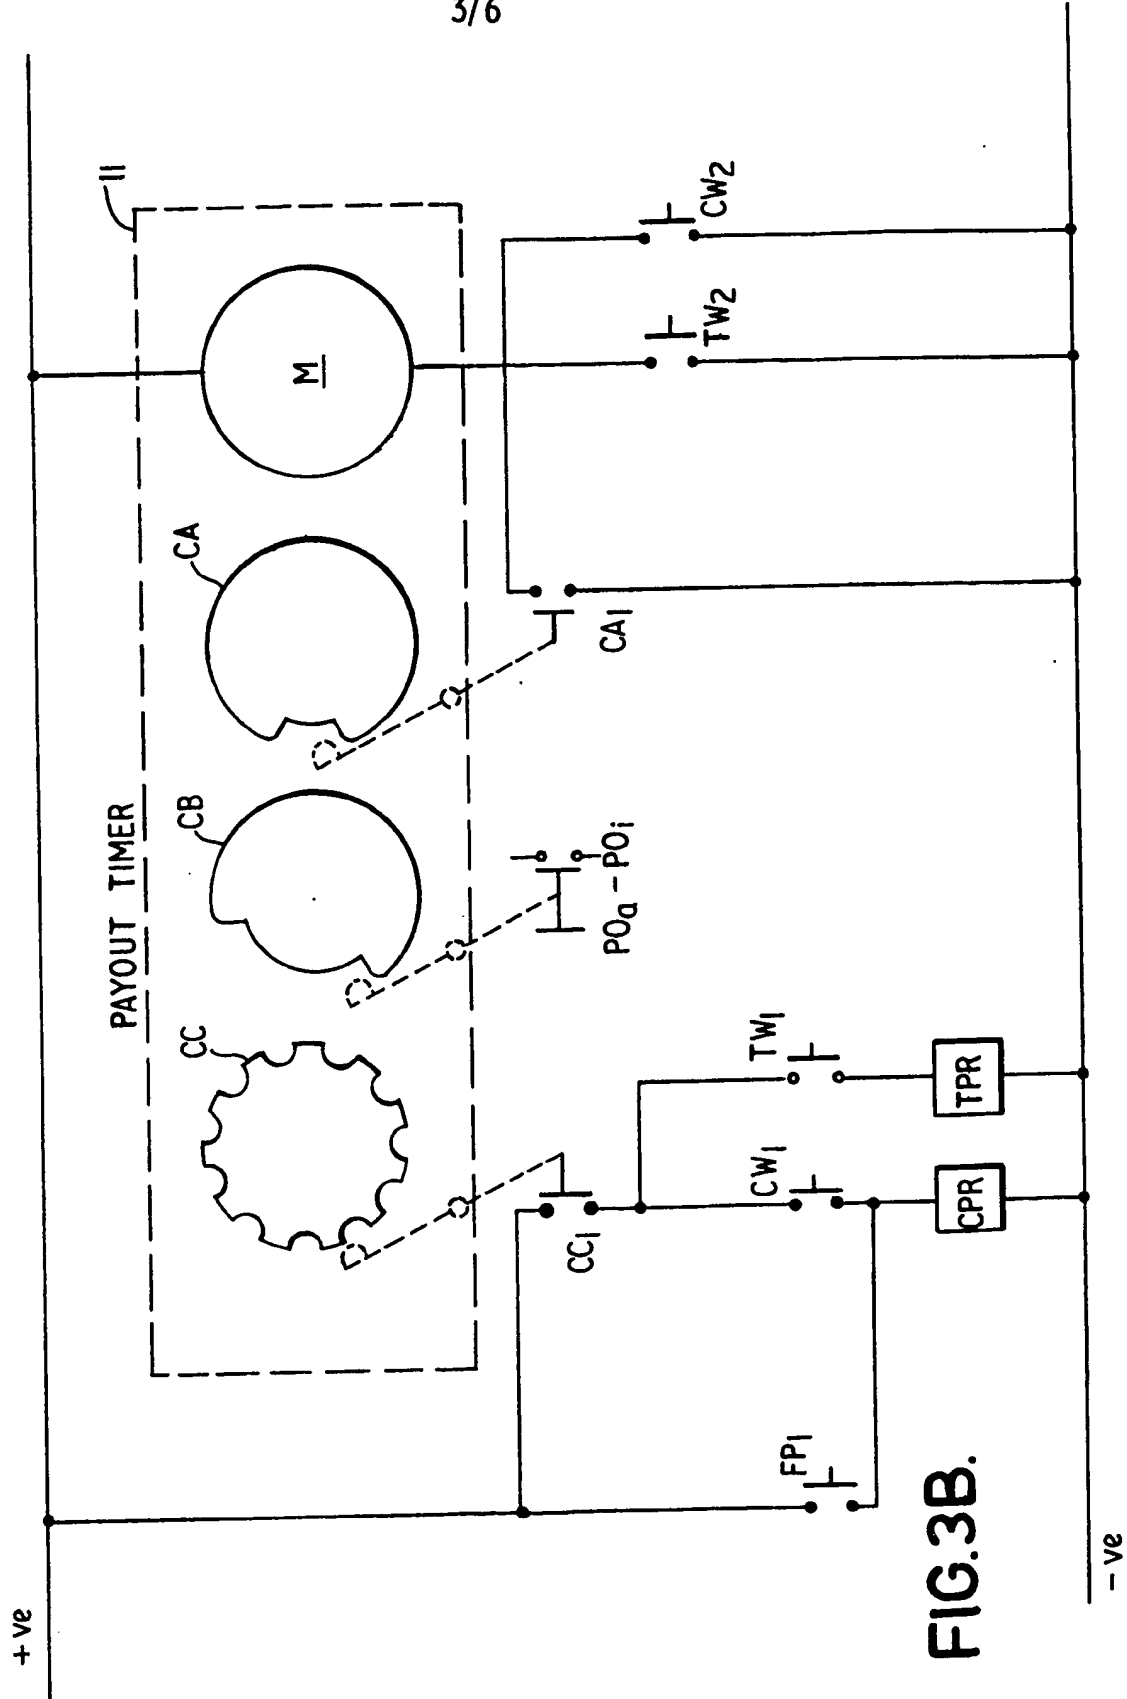 3/6
+ve
PAYOUT TIMER
11
CC
CB
CA
M
CC1
POa – POi
CA1
FP1
CW1
TW1
TW2
CW2
CPR
TPR
FIG.3B.
-ve